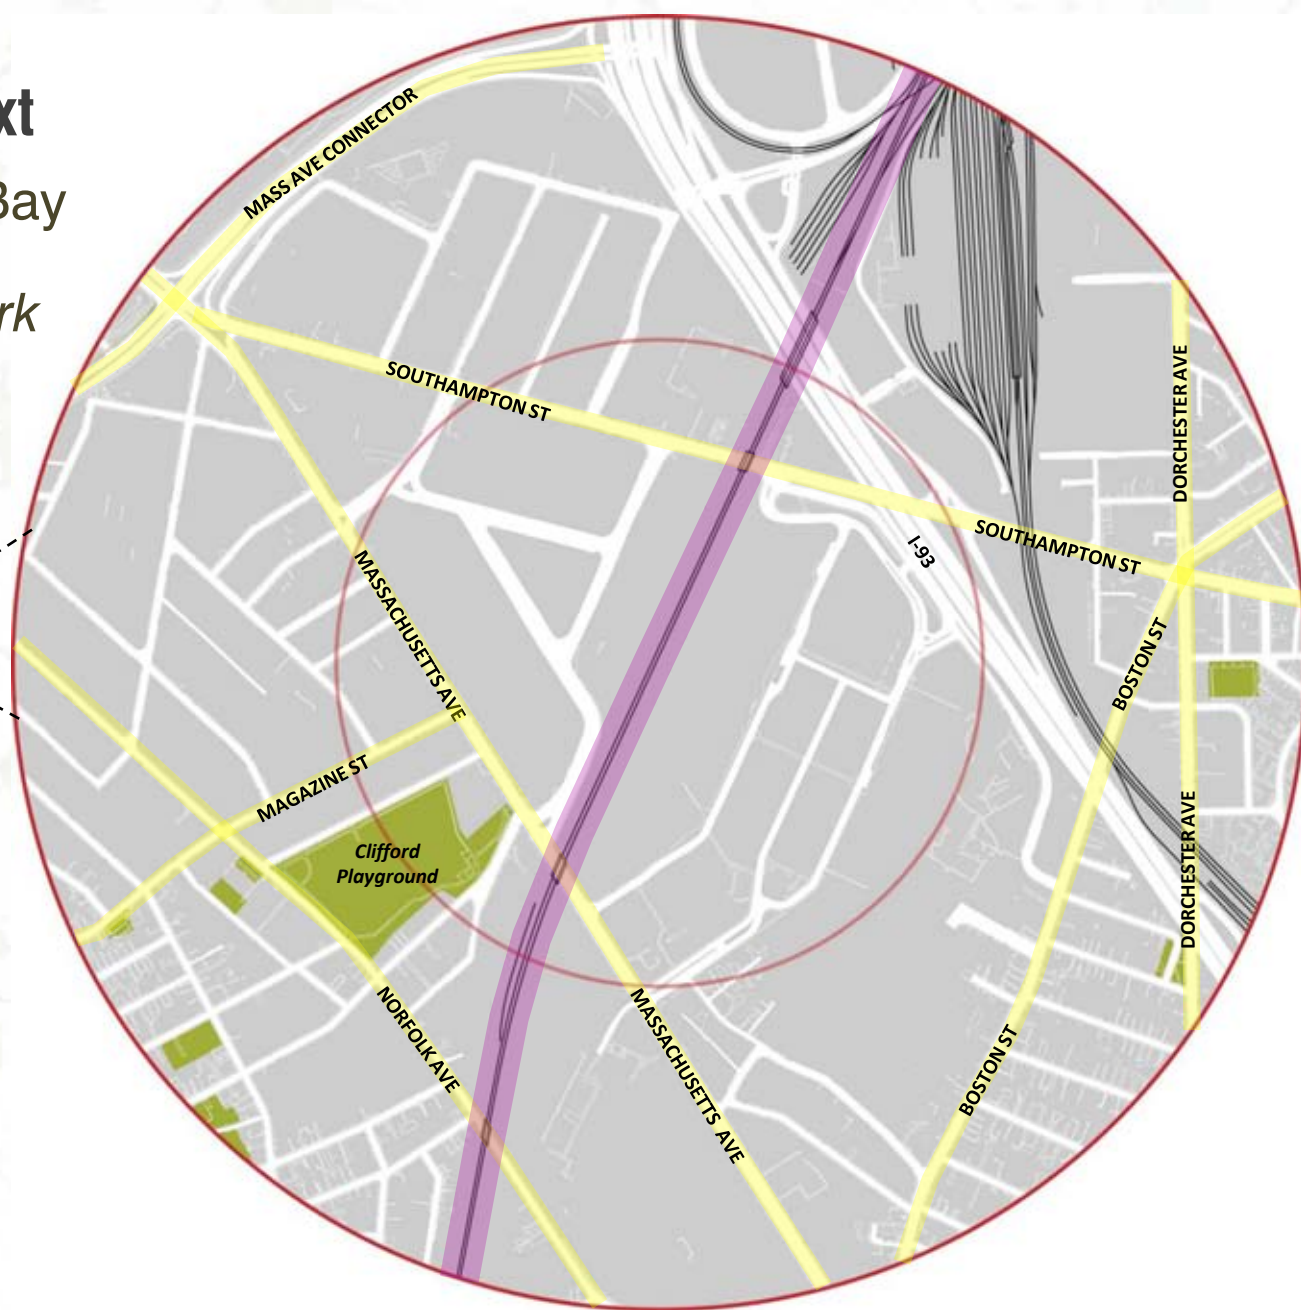 xt
Bay
rk
MASS AVE CONNECTOR
SOUTHAMPTON ST
DORCHESTER AVE
SOUTHAMPTON ST
I-93
MASSACHUSETTS AVE
BOSTON ST
MAGAZINE ST
Clifford
Playground
DORCHESTER AVE
NORFOLK AVE
MASSACHUSETTS AVE
BOSTON ST